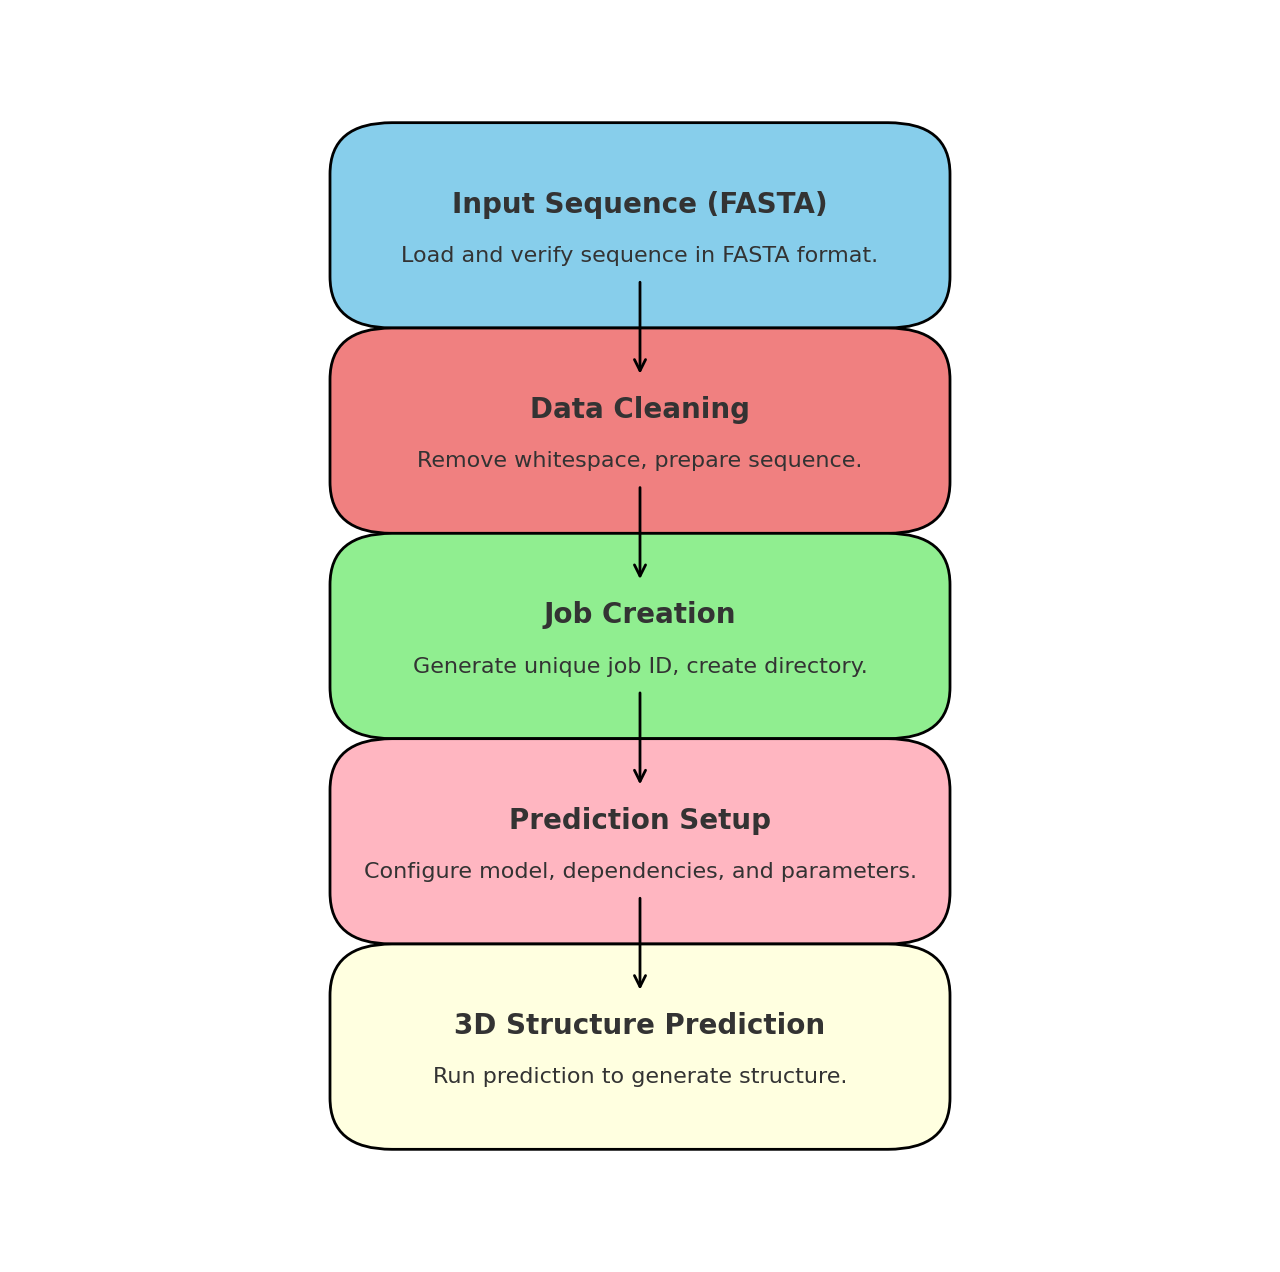 Input Sequence (FASTA)
Load and verify sequence in FASTA format.
Data Cleaning
Remove whitespace, prepare sequence.
Job Creation
Generate unique job ID, create directory.
Prediction Setup
Configure model, dependencies, and parameters.
3D Structure Prediction
Run prediction to generate structure.